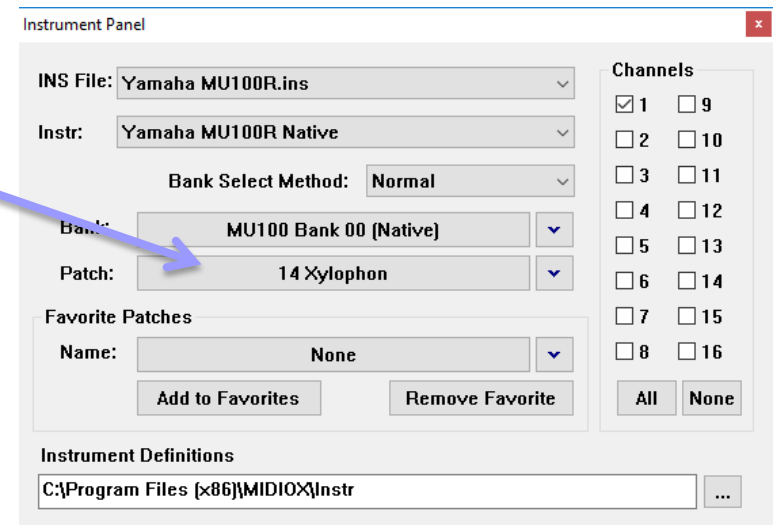 Instrument Panel
x
INS File: Yamaha MU100R.ins
Instr: Yamaha MU100R Native
Bank Select Method: Normal
Bank: MU100 Bank 00 (Native)
Patch: 14 Xylophon
Favorite Patches
Name: None
Add to Favorites Remove Favorite
Channels
1 9
2 10
3 11
4 12
5 13
6 14
7 15
8 16
All None
Instrument Definitions
C:\Program Files (x86)\MIDIOX\Instr
...